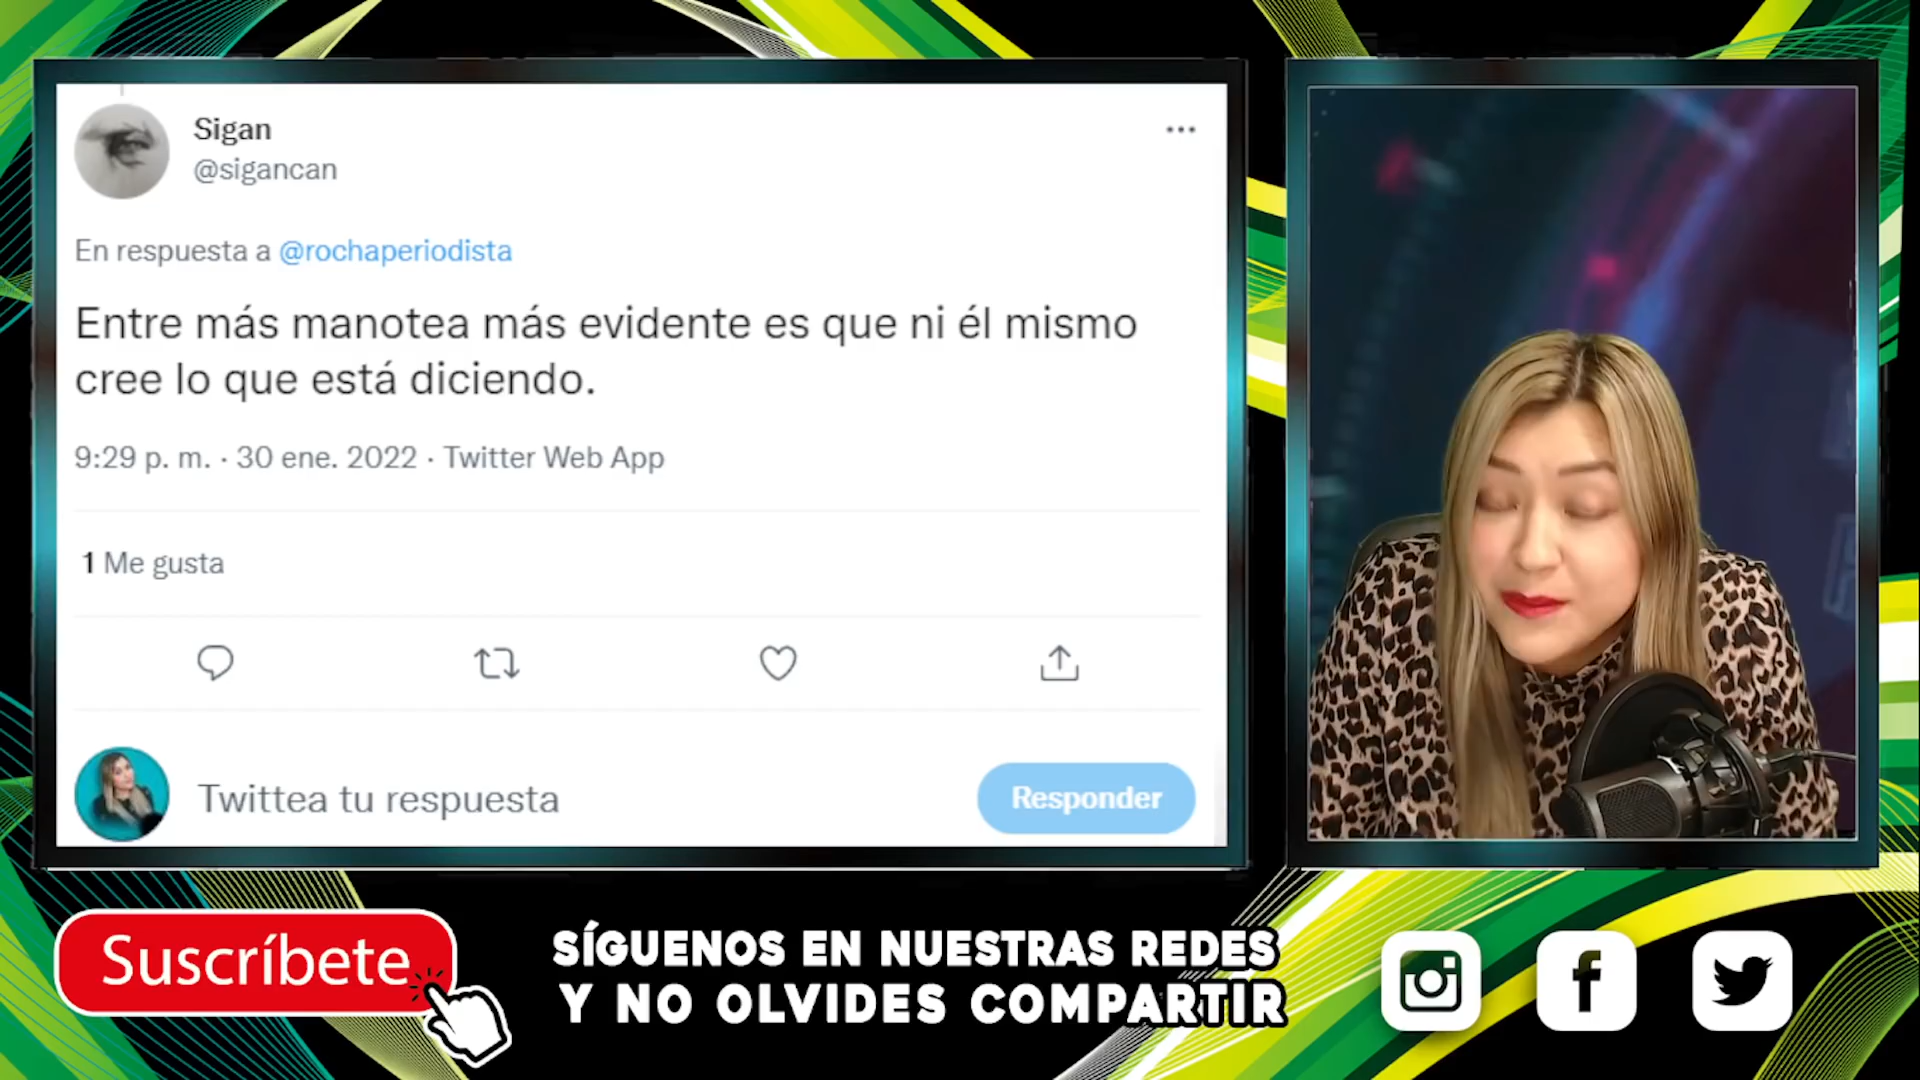 Sigan
@sigancan
En respuesta a @rochaperiodista
Entre más manotea más evidente es que ni él mismo
cree lo que está diciendo.
9:29 p. m. · 30 ene. 2022 · Twitter Web App
1 Me gusta
Twittea tu respuesta
Responder
Suscríbete
SÍGUENOS EN NUESTRAS REDES
Y NO OLVIDES COMPARTIR